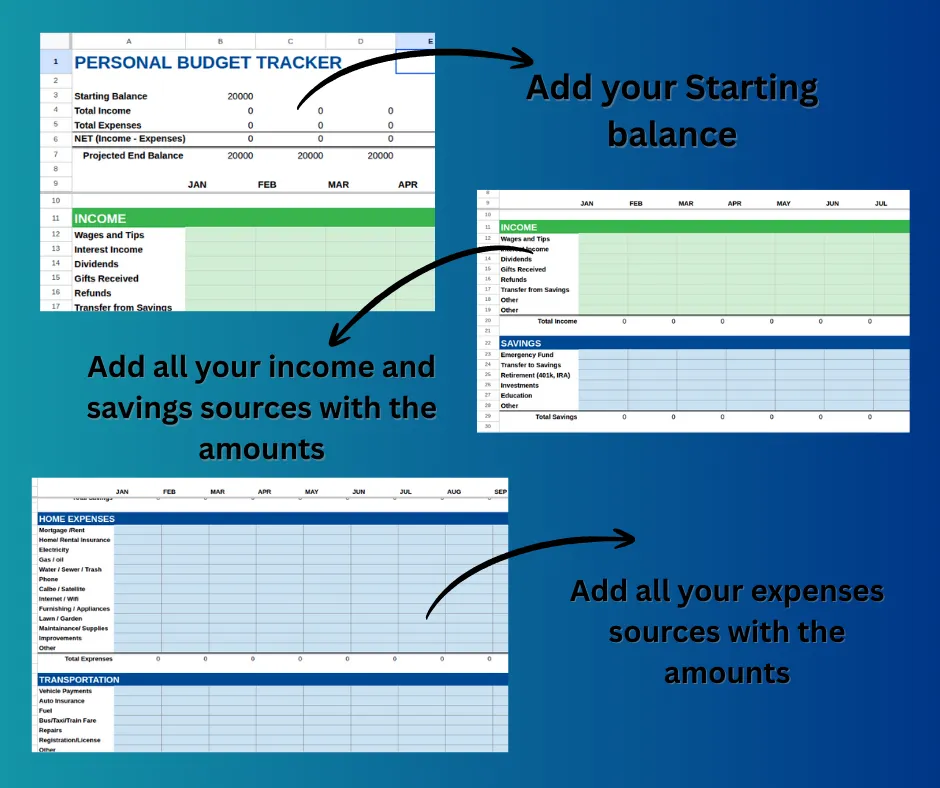 A B C D E
1 PERSONAL BUDGET TRACKER
2
3 Starting Balance 20000
4 Total Income 0 0 0
5 Total Expenses 0 0 0
6 NET (Income - Expenses) 0 0 0
7 Projected End Balance 20000 20000 20000
8
9 JAN FEB MAR APR
10
11 INCOME
12 Wages and Tips
13 Interest Income
14 Dividends
15 Gifts Received
16 Refunds
17 Transfer from Savings
Add your Starting
balance
8
9 JAN FEB MAR APR MAY JUN JUL
10
11 INCOME
12 Wages and Tips
13 Interest Income
14 Dividends
15 Gifts Received
16 Refunds
17 Transfer from Savings
18 Other
19 Other
20 Total Income 0 0 0 0 0 0
21
22 SAVINGS
23 Emergency Fund
24 Transfer to Savings
25 Retirement (401k, IRA)
26 Investments
27 Education
28 Other
29 Total Savings 0 0 0 0 0 0
30
Add all your income and
savings sources with the
amounts
JAN FEB MAR APR MAY JUN JUL AUG SEP
Total Savings
HOME EXPENSES
Mortgage /Rent
Home/ Rental Insurance
Electricity
Gas / oil
Water / Sewer / Trash
Phone
Calbe / Satellite
Internet / Wifi
Furnishing / Appliances
Lawn / Garden
Maintainance/ Supplies
Improvements
Other
Total Exprenses 0 0 0 0 0 0 0 0
TRANSPORTATION
Vehicle Payments
Auto Insurance
Fuel
Bus/Taxi/Train Fare
Repairs
Registration/License
Other
Add all your expenses
sources with the
amounts